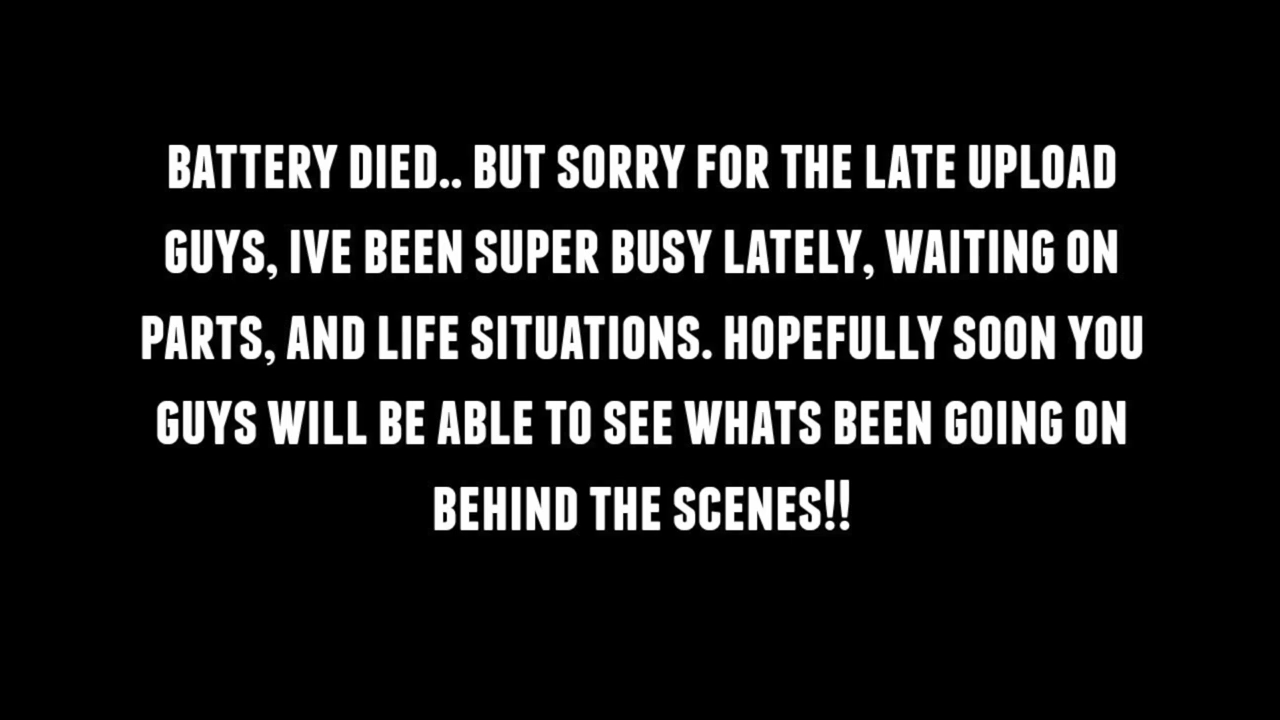 BATTERY DIED.. BUT SORRY FOR THE LATE UPLOAD
GUYS, IVE BEEN SUPER BUSY LATELY, WAITING ON
PARTS, AND LIFE SITUATIONS. HOPEFULLY SOON YOU
GUYS WILL BE ABLE TO SEE WHATS BEEN GOING ON
BEHIND THE SCENES!!